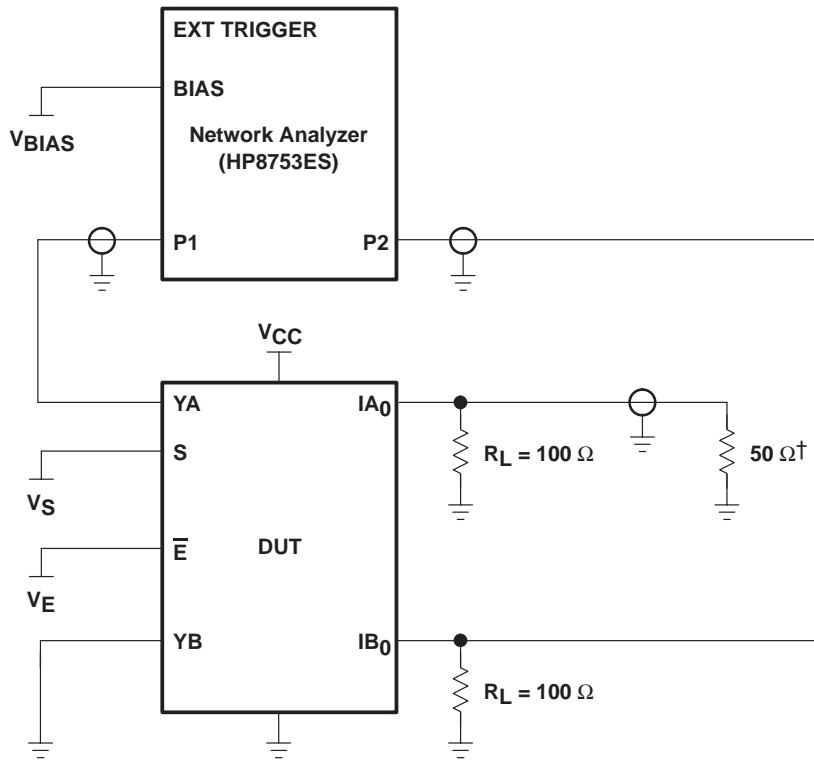 EXT TRIGGER
BIAS
VBIAS
Network Analyzer
(HP8753ES)
P1
P2
VCC
YA
IA0
S
RL = 100 Ω
50 Ω†
VS
E̅
DUT
VE
YB
IB0
RL = 100 Ω